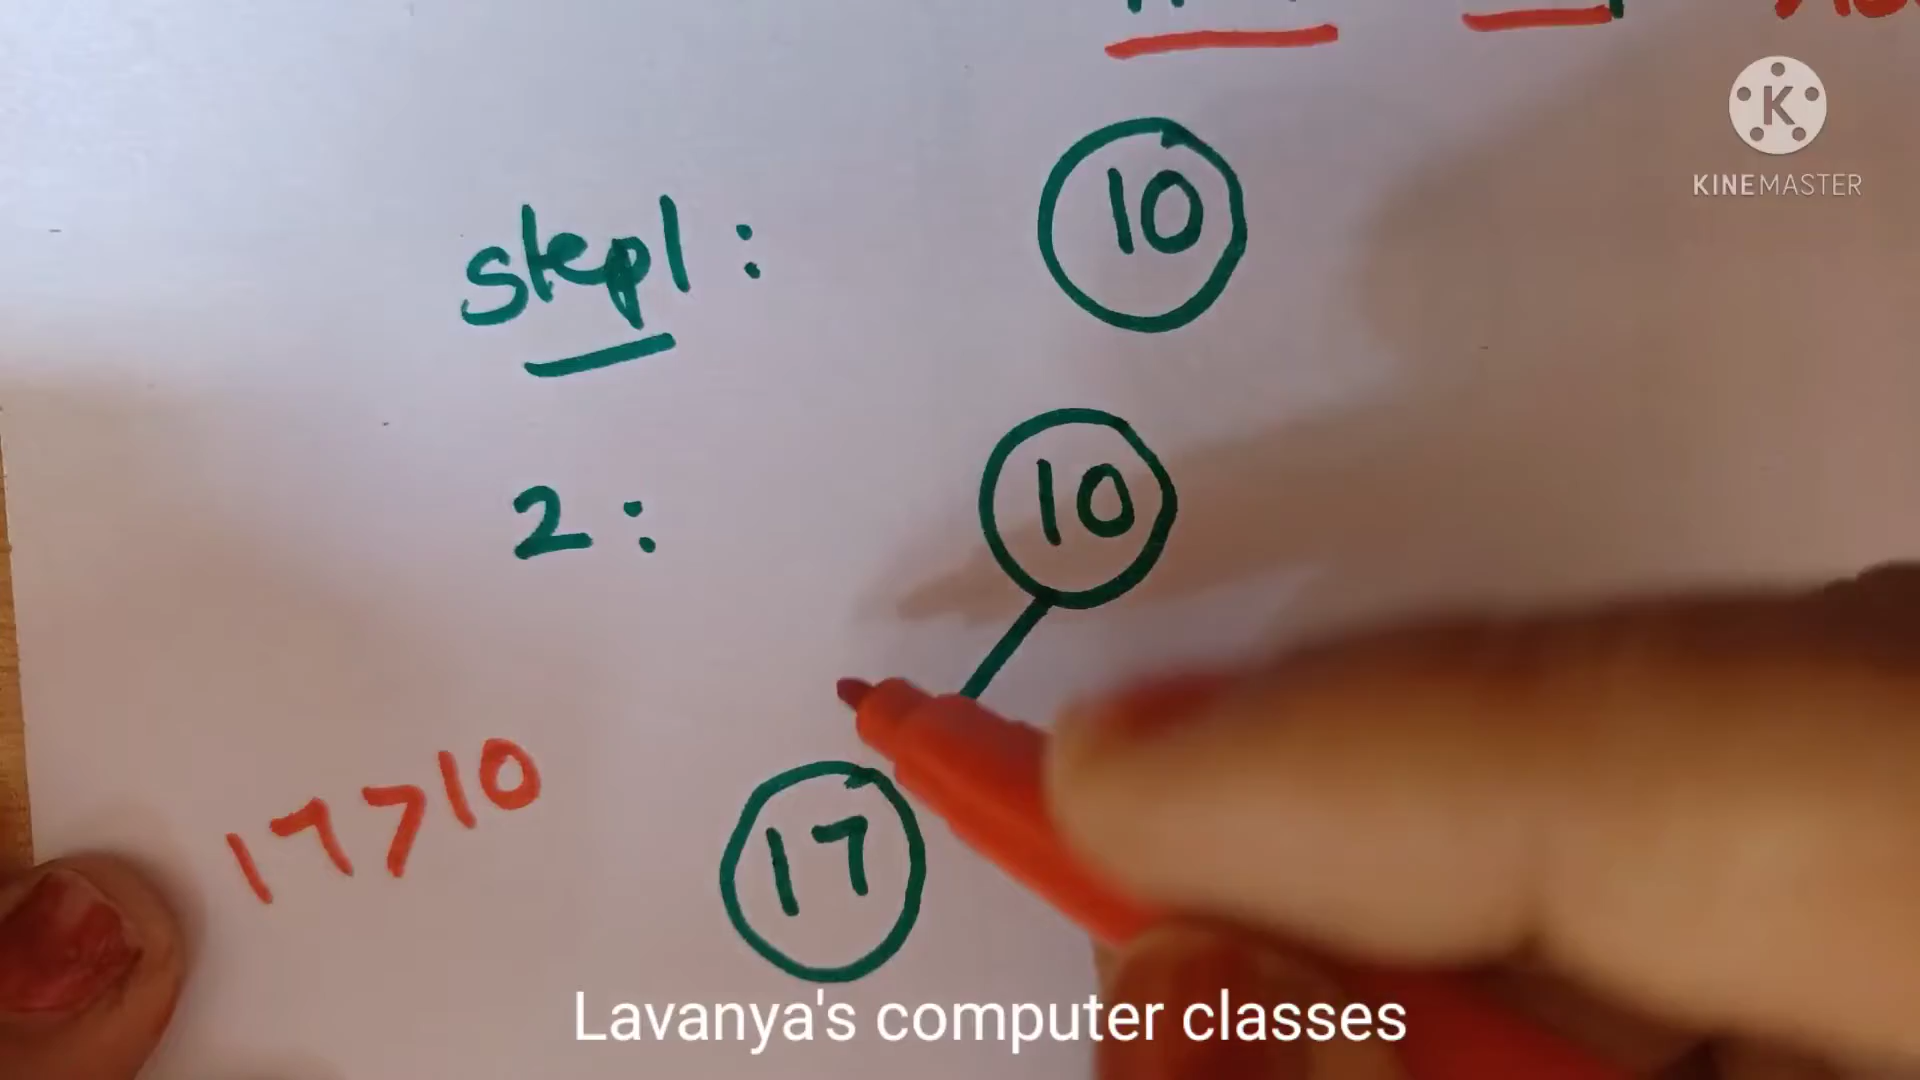 K
KINEMASTER
step1 :
10
2 :
10
17>10
17
Lavanya's computer classes